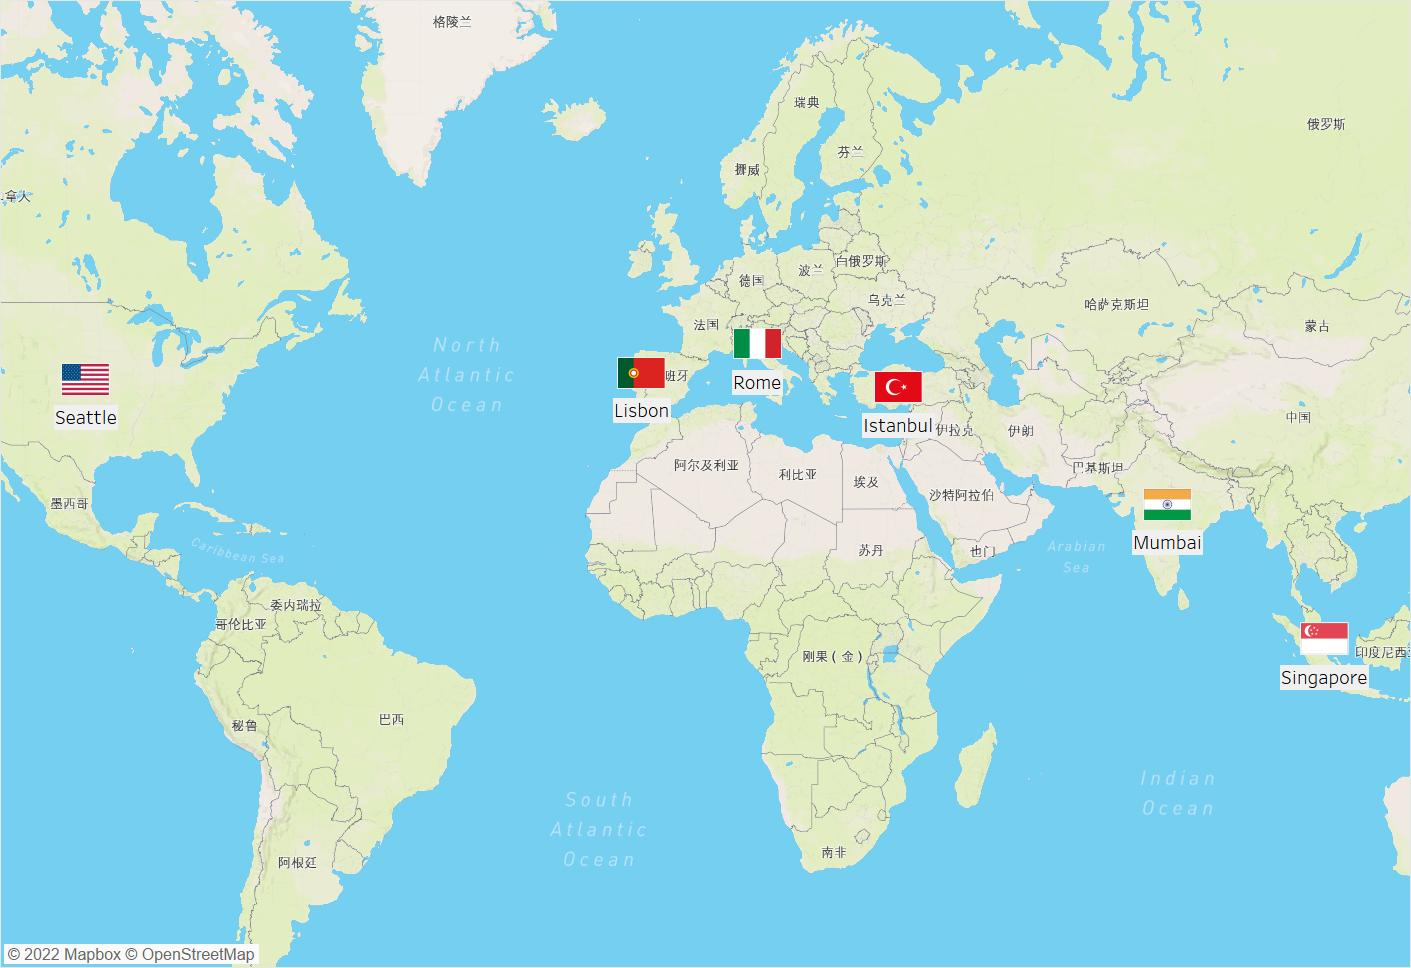 格陵兰
瑞典
俄罗斯
芬兰
挪威
拿大
白俄罗斯
波兰
德国
乌克兰
哈萨克斯坦
法国
蒙古
North
Atlantic
Ocean
班牙
Rome
Seattle
Lisbon
Istanbul
伊拉克
伊朗
中国
阿尔及利亚
利比亚
埃及
巴基斯坦
沙特阿拉伯
墨西哥
Mumbai
Caribbean Sea
苏丹
也门
Arabian
Sea
委内瑞拉
哥伦比亚
刚果（金）
印度尼西
Singapore
秘鲁
巴西
Indian
Ocean
South
Atlantic
Ocean
南非
阿根廷
© 2022 Mapbox © OpenStreetMap